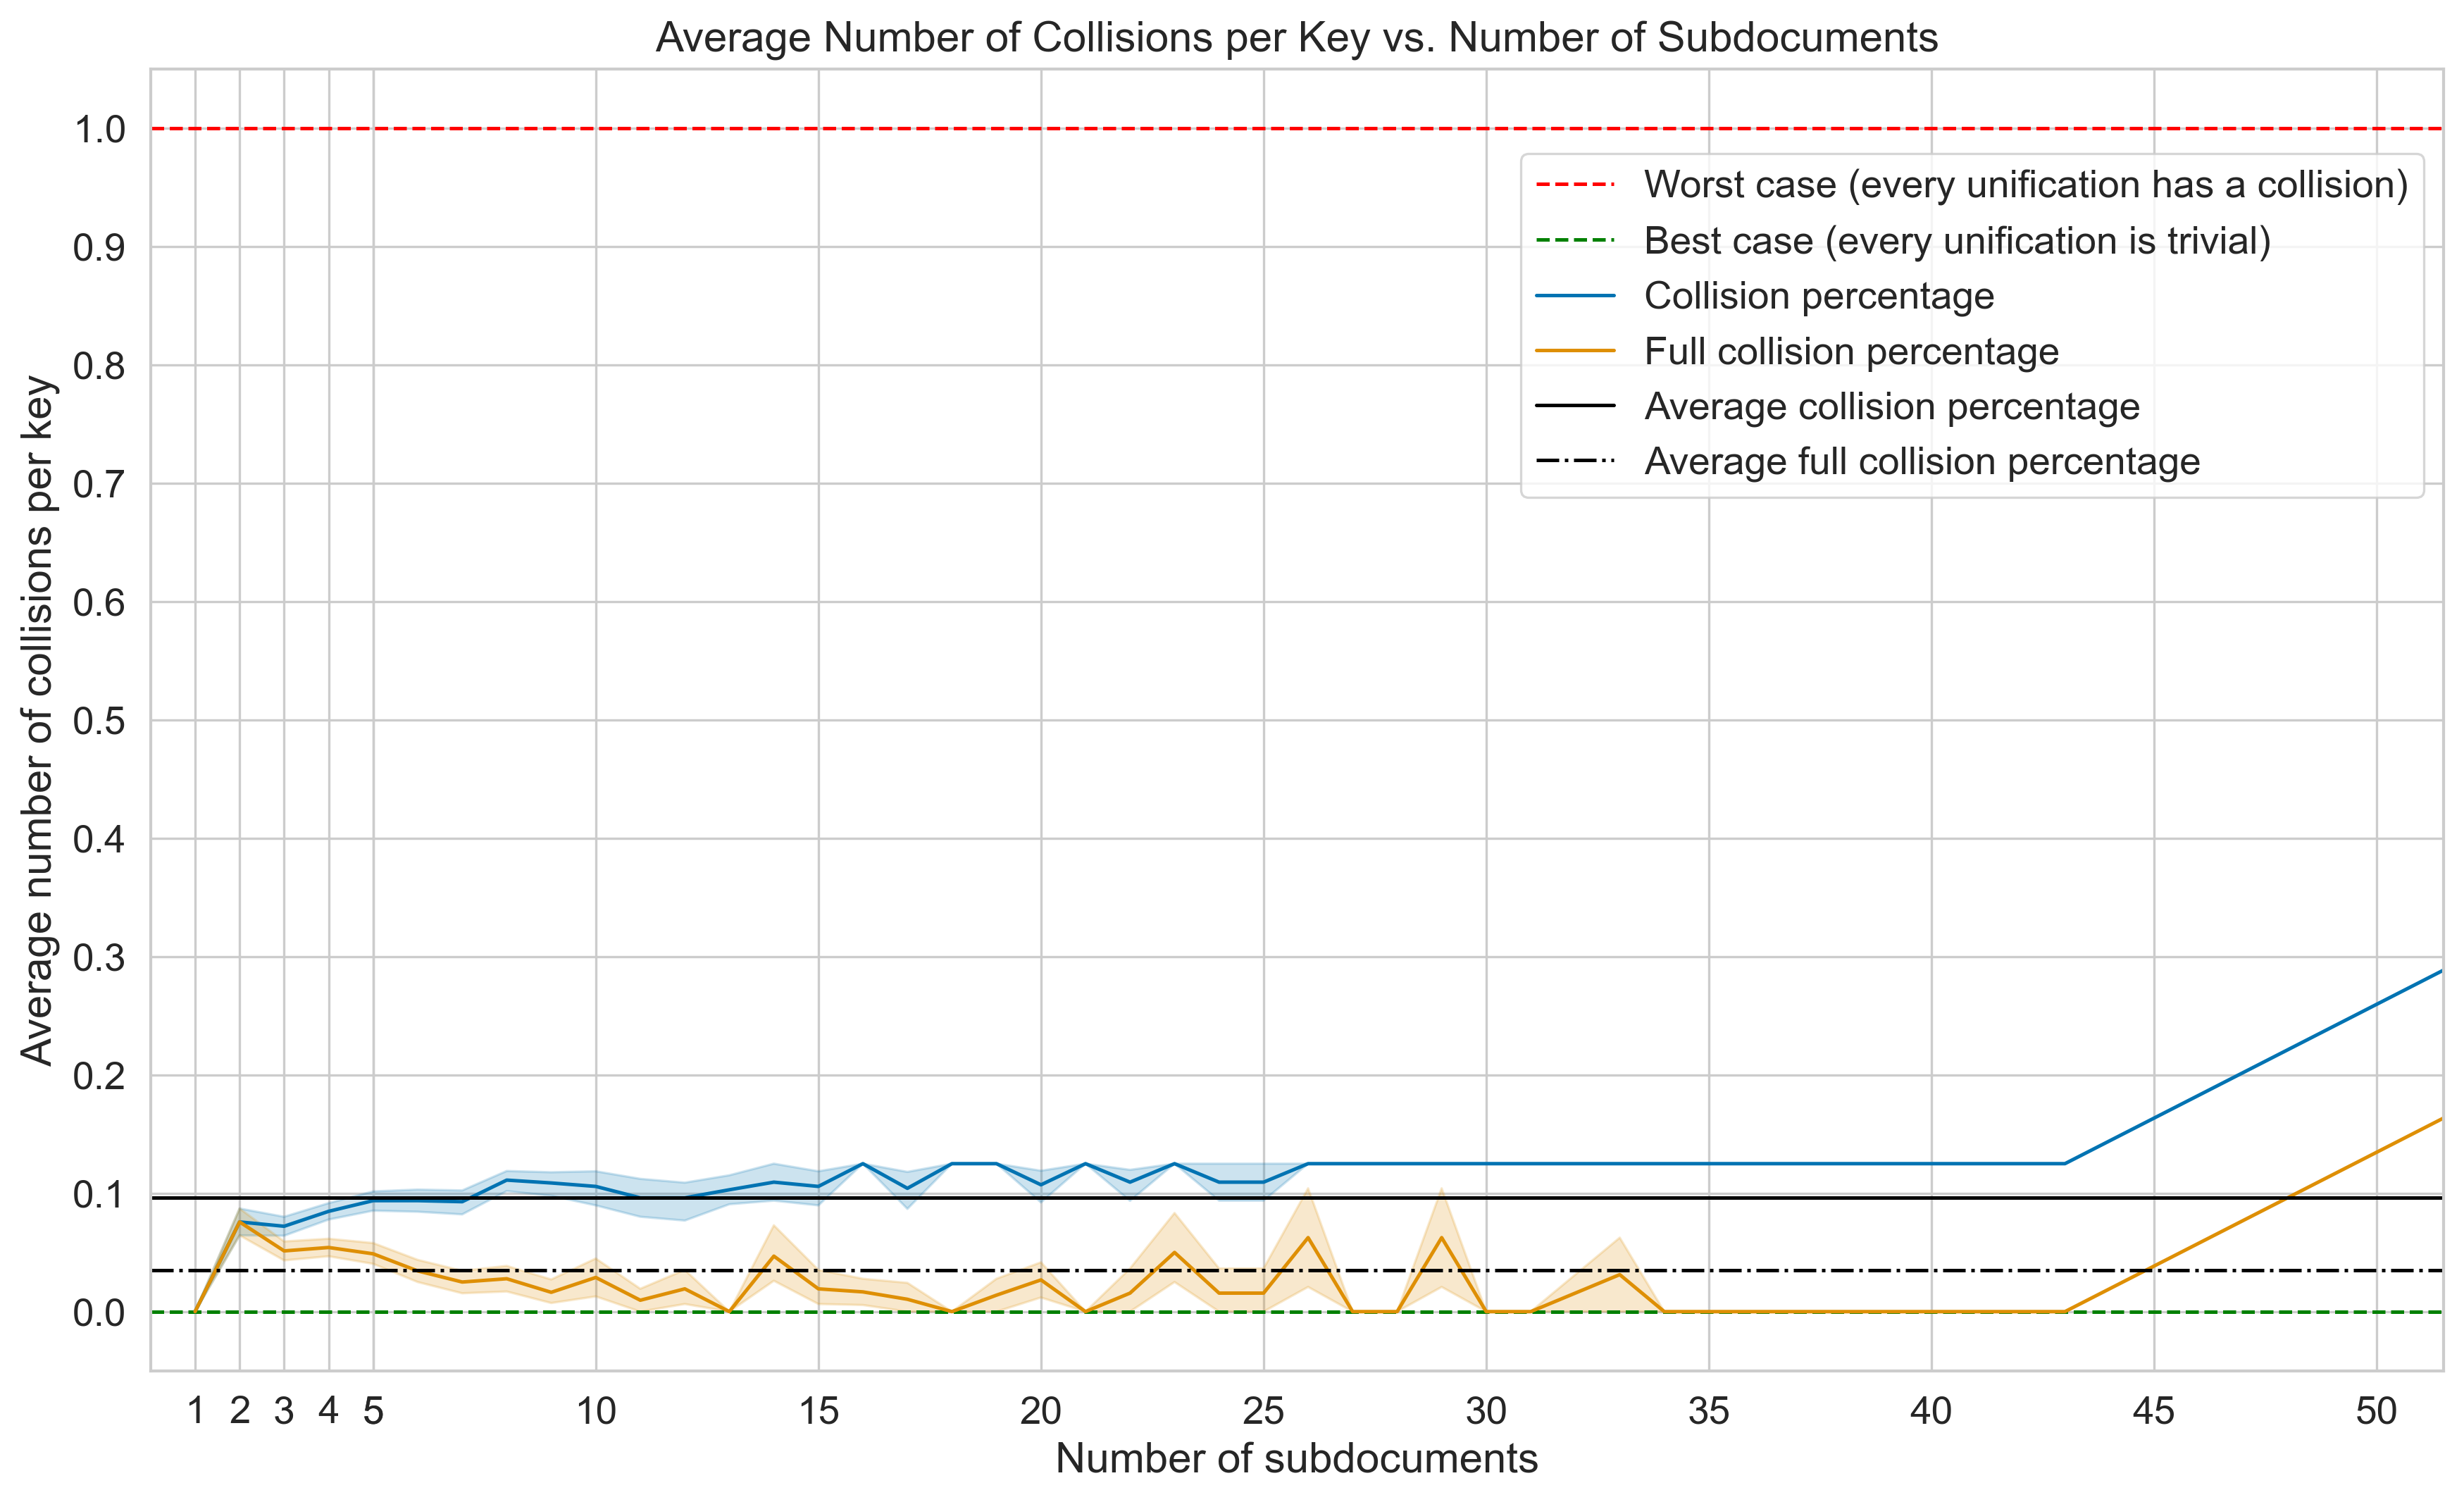 Average Number of Collisions per Key vs. Number of Subdocuments
1.0
0.9
0.8
0.7
0.6
0.5
0.4
0.3
0.2
0.1
0.0
Average number of collisions per key
Worst case (every unification has a collision)
Best case (every unification is trivial)
Collision percentage
Full collision percentage
Average collision percentage
Average full collision percentage
1 2 3 4 5 10 15 20 25 30 35 40 45 50
Number of subdocuments